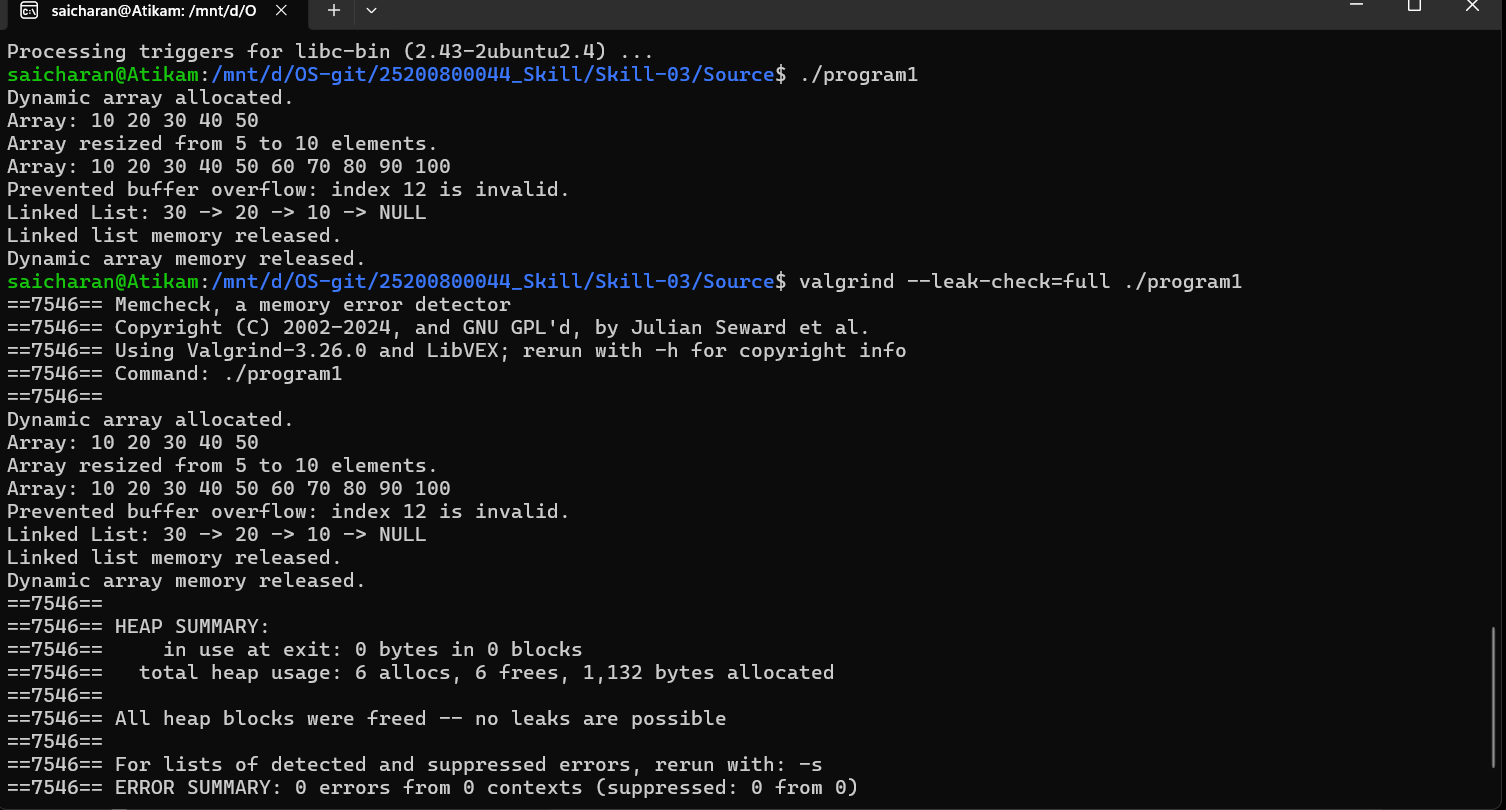 saicharan@Atikam: /mnt/d/O
Processing triggers for libc-bin (2.43-2ubuntu2.4) ...
saicharan@Atikam:/mnt/d/OS-git/25200800044_Skill/Skill-03/Source$ ./program1
Dynamic array allocated.
Array: 10 20 30 40 50
Array resized from 5 to 10 elements.
Array: 10 20 30 40 50 60 70 80 90 100
Prevented buffer overflow: index 12 is invalid.
Linked List: 30 -> 20 -> 10 -> NULL
Linked list memory released.
Dynamic array memory released.
saicharan@Atikam:/mnt/d/OS-git/25200800044_Skill/Skill-03/Source$ valgrind --leak-check=full ./program1
==7546== Memcheck, a memory error detector
==7546== Copyright (C) 2002-2024, and GNU GPL'd, by Julian Seward et al.
==7546== Using Valgrind-3.26.0 and LibVEX; rerun with -h for copyright info
==7546== Command: ./program1
==7546==
Dynamic array allocated.
Array: 10 20 30 40 50
Array resized from 5 to 10 elements.
Array: 10 20 30 40 50 60 70 80 90 100
Prevented buffer overflow: index 12 is invalid.
Linked List: 30 -> 20 -> 10 -> NULL
Linked list memory released.
Dynamic array memory released.
==7546==
==7546== HEAP SUMMARY:
==7546==     in use at exit: 0 bytes in 0 blocks
==7546==   total heap usage: 6 allocs, 6 frees, 1,132 bytes allocated
==7546==
==7546== All heap blocks were freed -- no leaks are possible
==7546==
==7546== For lists of detected and suppressed errors, rerun with: -s
==7546== ERROR SUMMARY: 0 errors from 0 contexts (suppressed: 0 from 0)